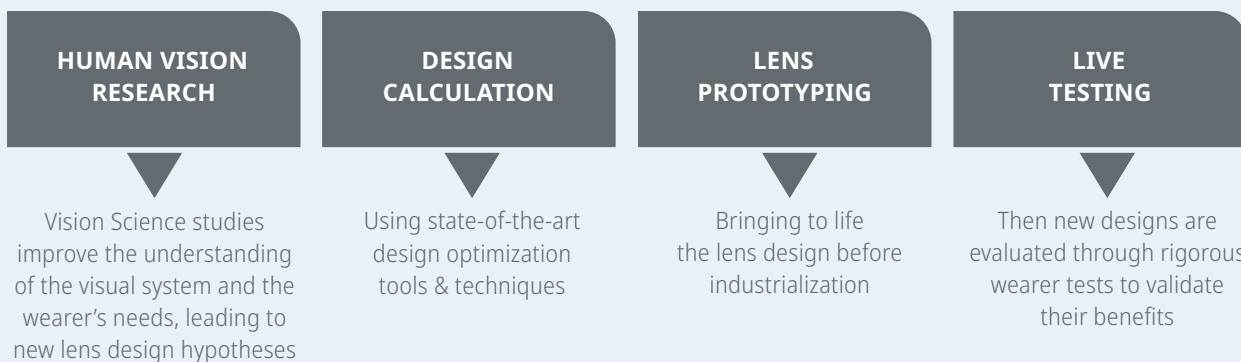 HUMAN VISION
RESEARCH
Vision Science studies
improve the understanding
of the visual system and the
wearer's needs, leading to
new lens design hypotheses
DESIGN
CALCULATION
Using state-of-the-art
design optimization
tools & techniques
LENS
PROTOTYPING
Bringing to life
the lens design before
industrialization
LIVE
TESTING
Then new designs are
evaluated through rigorous
wearer tests to validate
their benefits